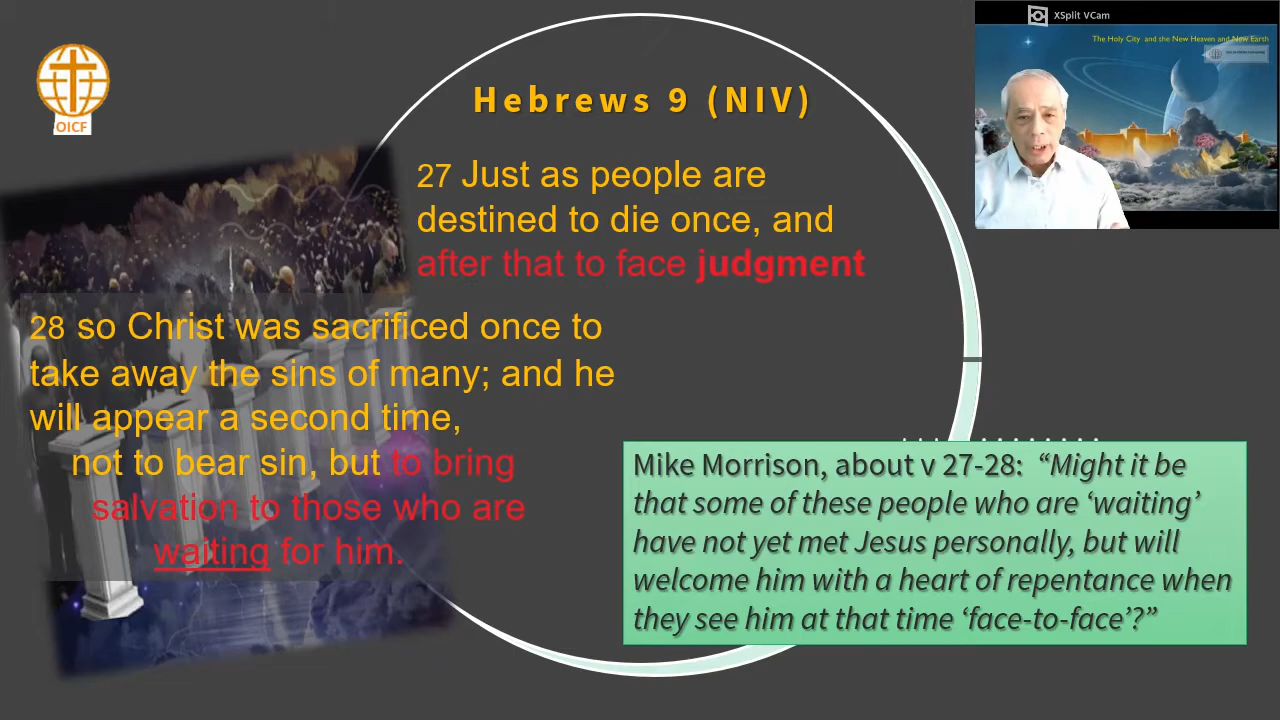 XSplit VCam
The Holy City and the New Heaven and New Earth
OICF
Hebrews 9 (NIV)
27 Just as people are
destined to die once, and
after that to face judgment
28 so Christ was sacrificed once to
take away the sins of many; and he
will appear a second time,
not to bear sin, but to bring
salvation to those who are
waiting for him.
Mike Morrison, about v 27-28: “Might it be
that some of these people who are ‘waiting’
have not yet met Jesus personally, but will
welcome him with a heart of repentance when
they see him at that time ‘face-to-face’?”